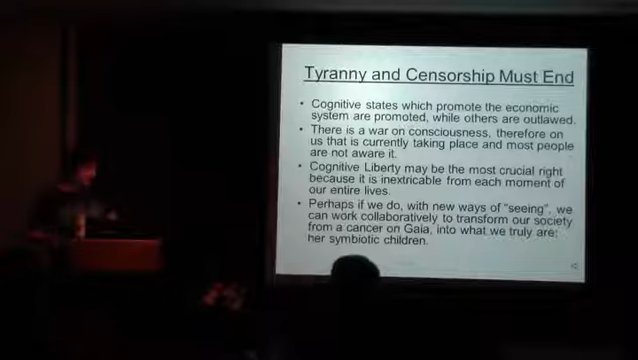 Tyranny and Censorship Must End
• Cognitive states which promote the economic
system are promoted, while others are outlawed.
• There is a war on consciousness, therefore on
us that is currently taking place and most people
are not aware it.
• Cognitive Liberty may be the most crucial right
because it is inextricable from each moment of
our entire lives.
• Perhaps if we do, with new ways of "seeing", we
can work collaboratively to transform our society
from a cancer on Gaia, into what we truly are;
her symbiotic children.